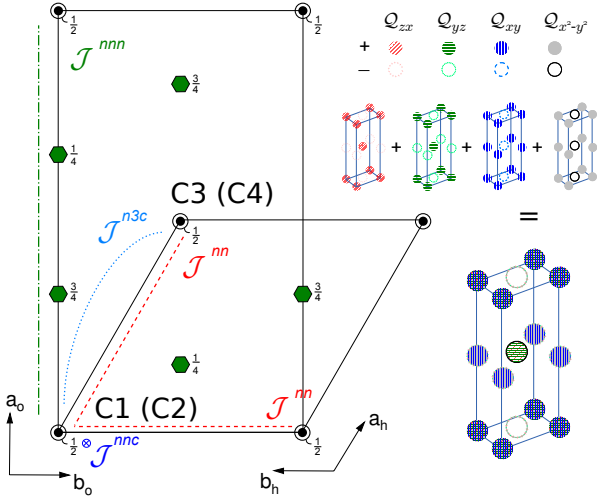 1/2
1/2
𝒥^nnn
3/4
1/4
C3 (C4)
1/2
𝒥^n3c
𝒥^nn
3/4
3/4
1/4
C1 (C2)
𝒥^nn
1/2
⊗
𝒥^nnc
1/2
a_o
b_o
a_h
b_h
𝒬_zx 𝒬_yz 𝒬_xy 𝒬_x²-y²
+
−
+ + +
=